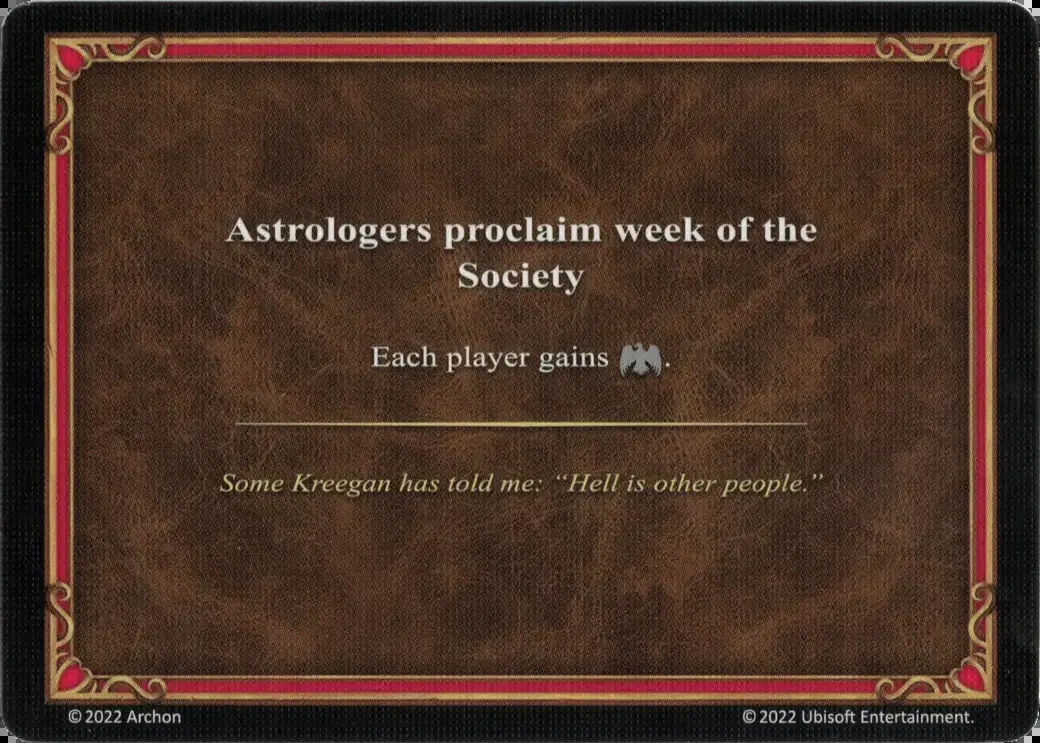 Astrologers proclaim week of the
Society
Each player gains .
Some Kreegan has told me: “Hell is other people.”
© 2022 Archon
© 2022 Ubisoft Entertainment.